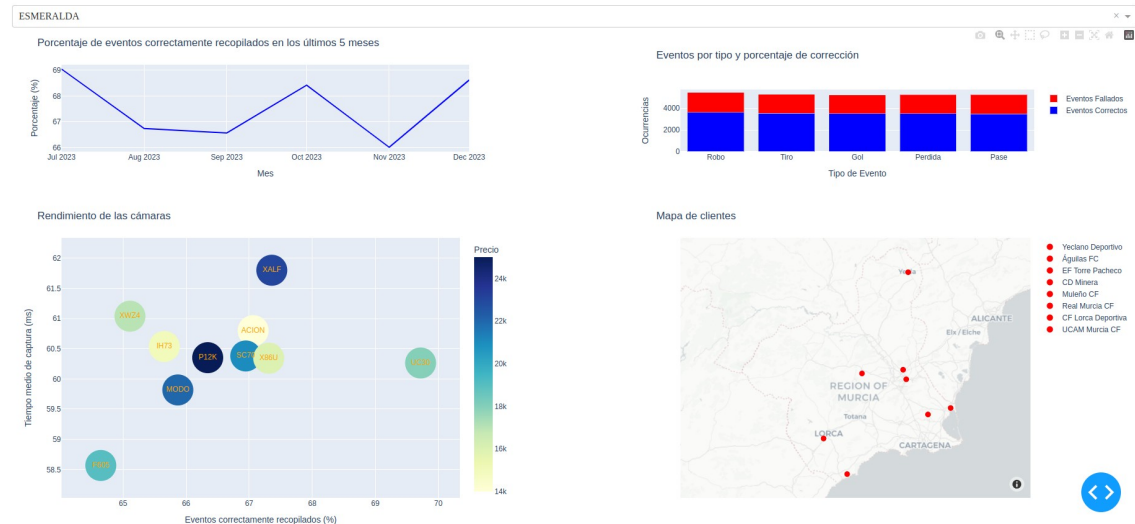 ESMERALDA
Porcentaje de eventos correctamente recopilados en los últimos 5 meses
Porcentaje (%)
69
68
67
66
Jul 2023 Aug 2023 Sep 2023 Oct 2023 Nov 2023 Dec 2023
Mes
Eventos por tipo y porcentaje de corrección
Ocurrencias
4000
2000
0
Robo Tiro Gol Perdida Pase
Tipo de Evento
Eventos Fallados
Eventos Correctos
Rendimiento de las cámaras
Tiempo medio de captura (ms)
62
61.5
61
60.5
60
59.5
59
58.5
XALF
XWZ4
ACION
IH73
P12K
X86U
MODO
65 66 67 68 69 70
Eventos correctamente recopilados (%)
Precio
24k
22k
20k
18k
16k
14k
Mapa de clientes
ALICANTE
Elx / Elche
REGION OF
MURCIA
Totana
LORCA
CARTAGENA
Yeclano Deportivo
Águilas FC
EF Torre Pacheco
CD Minera
Muleño CF
Real Murcia CF
CF Lorca Deportiva
UCAM Murcia CF